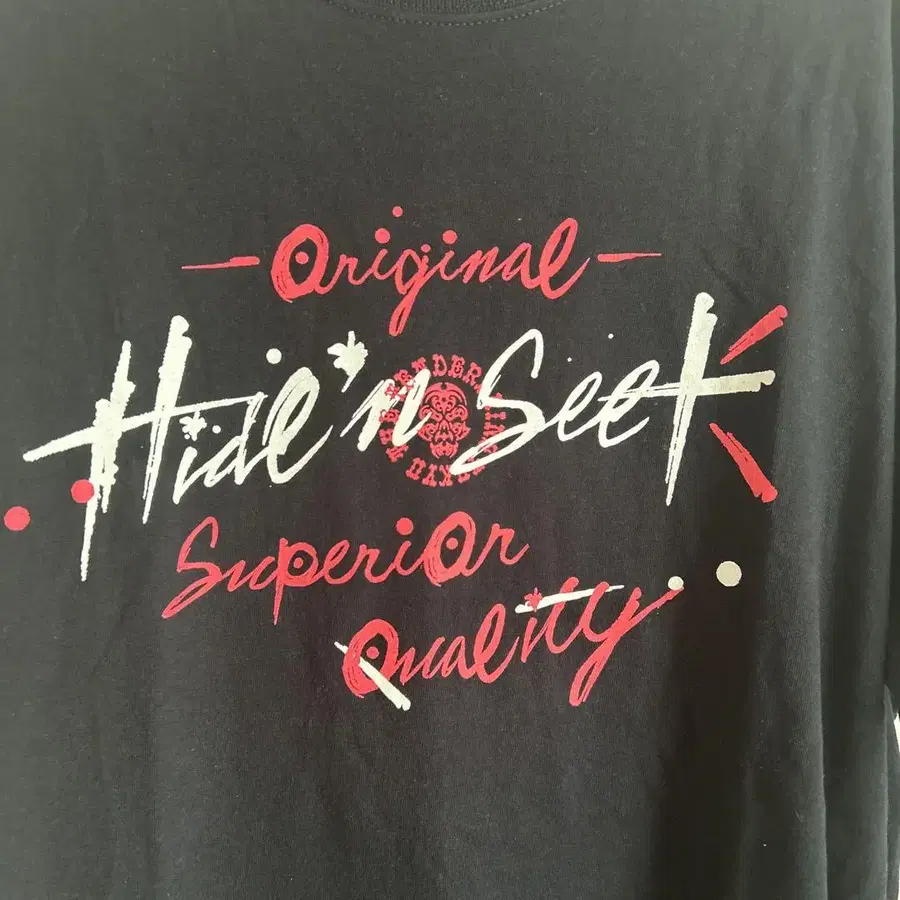 Original
Hide'n Seek
Superior
Quality